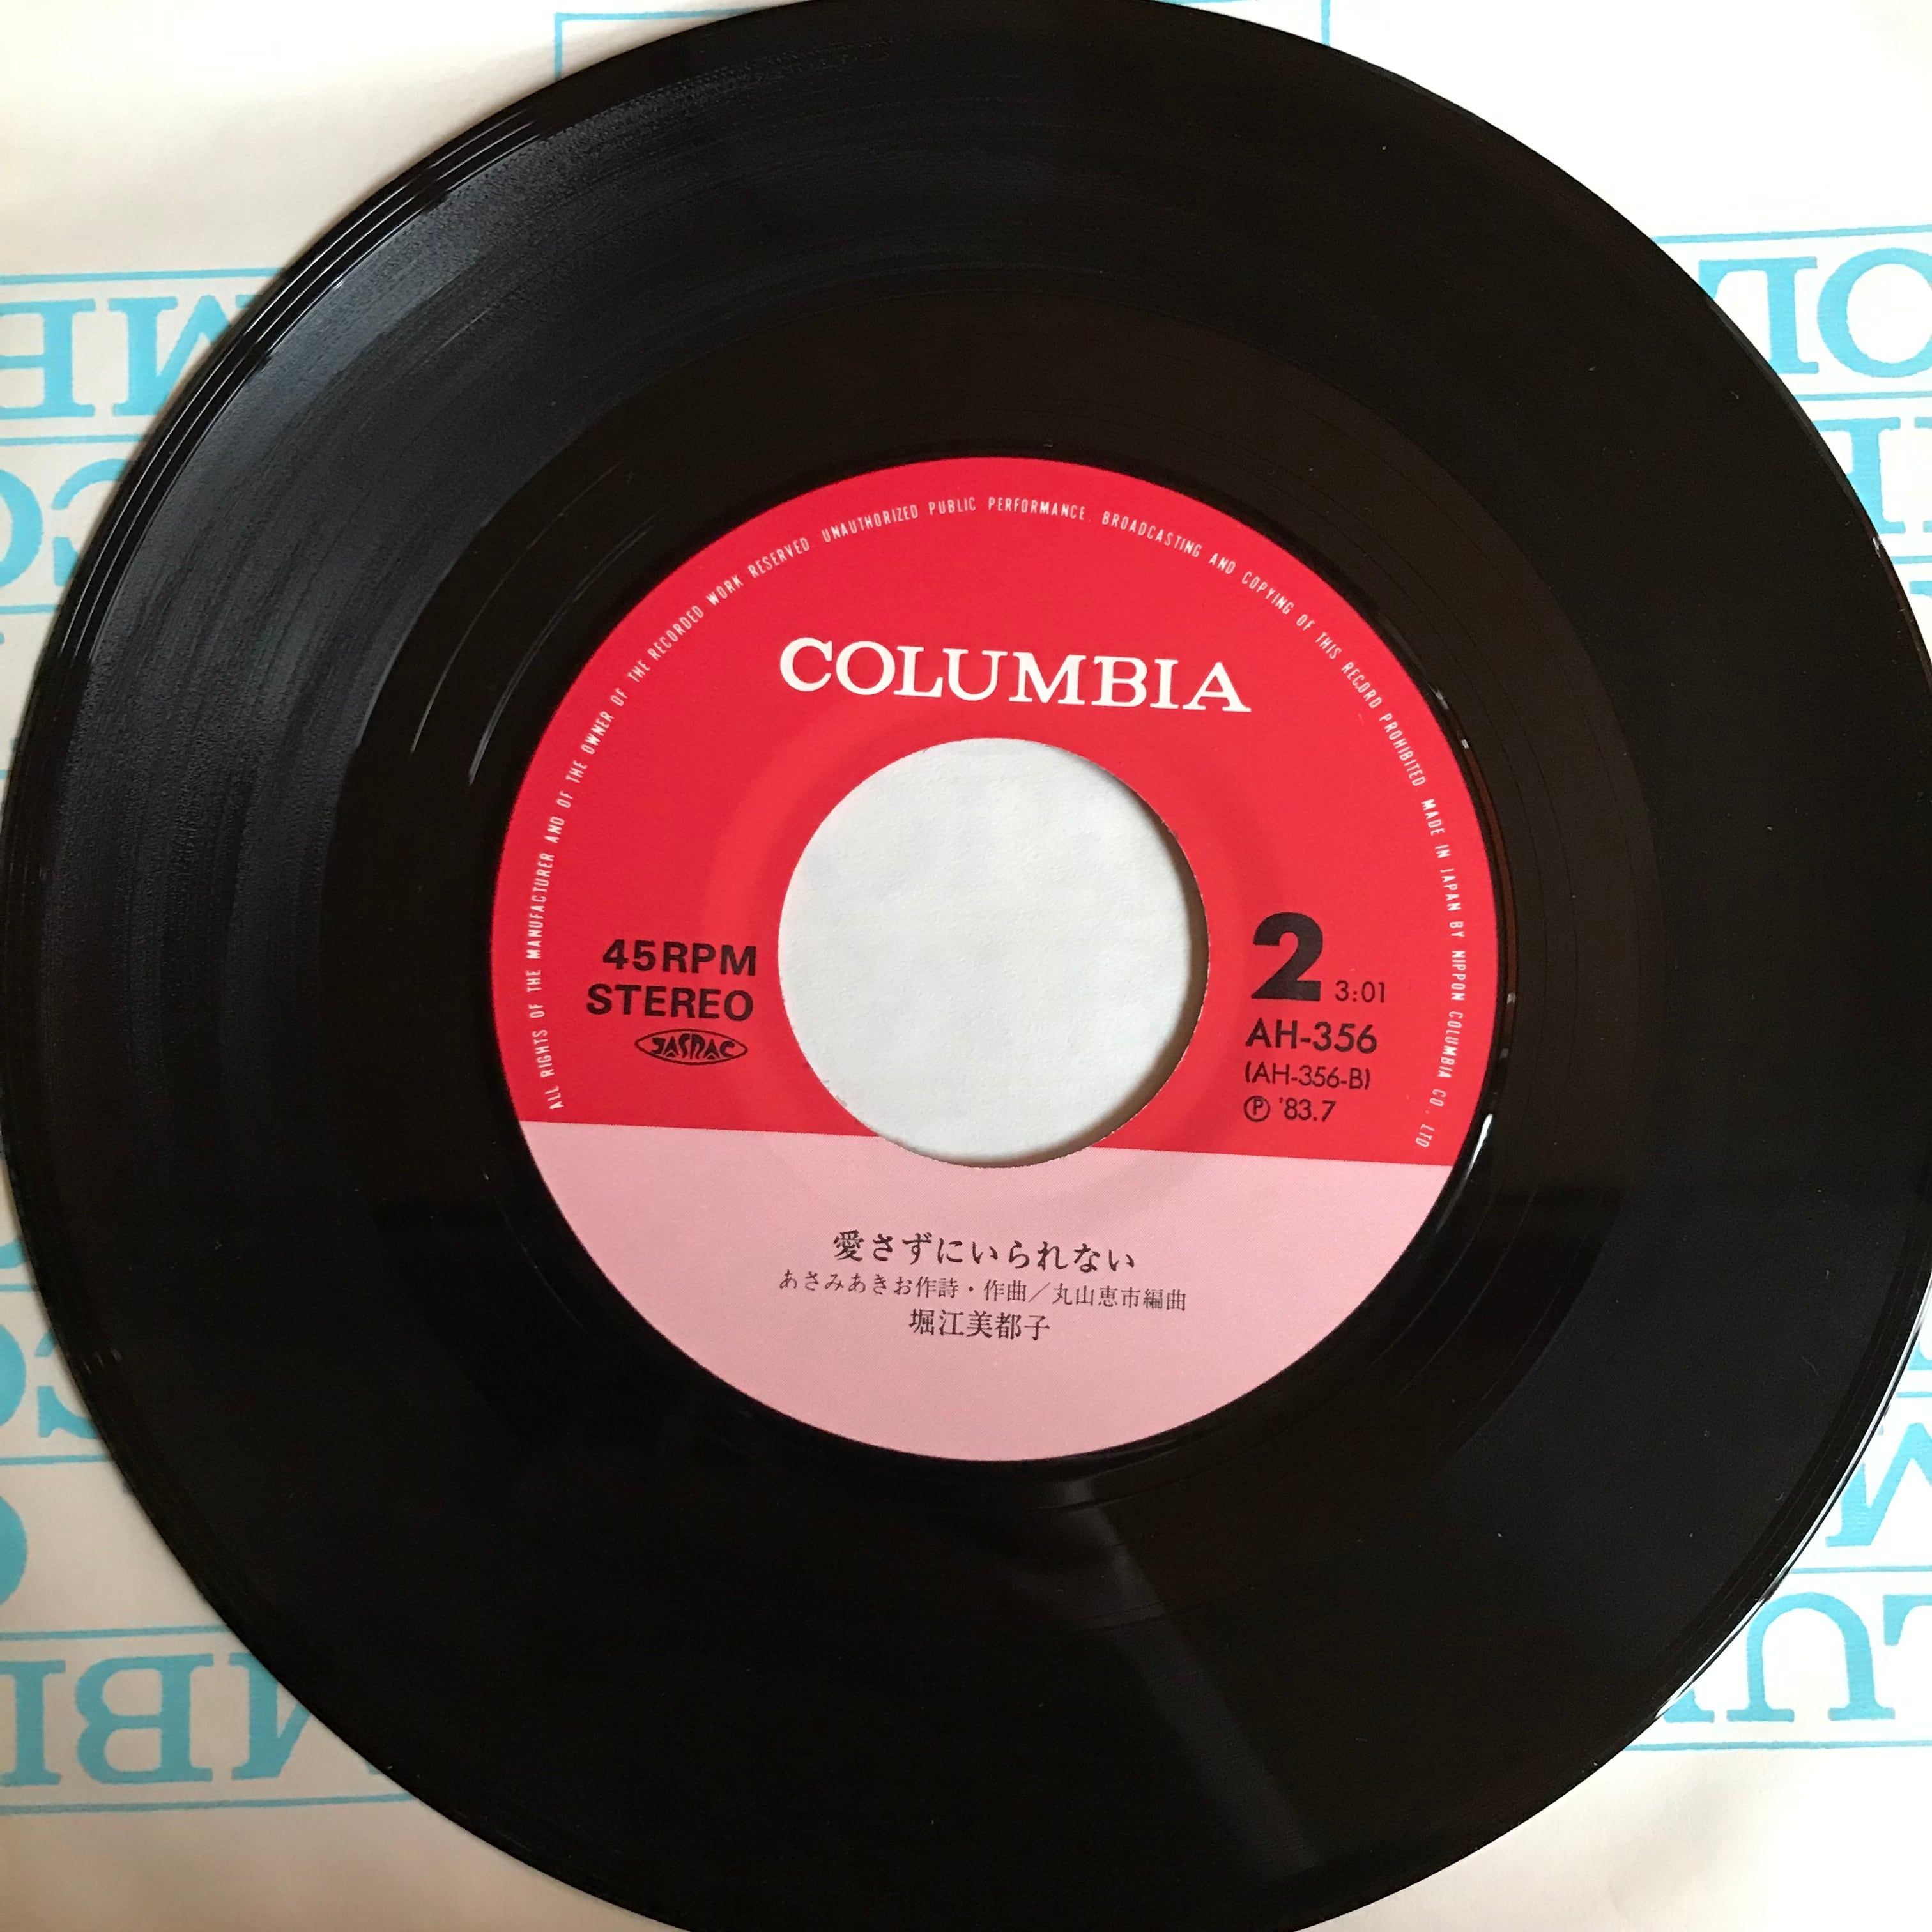 ALL RIGHTS OF THE MANUFACTURER AND OF THE OWNER OF THE RECORDED WORK RESERVED. UNAUTHORIZED PUBLIC PERFORMANCE. BROADCASTING AND COPYING OF THIS RECORD PROHIBITED MADE IN JAPAN BY NIPPON COLUMBIA CO., LTD
COLUMBIA
45RPM
STEREO
JASRAC
2 3:01
AH-356
(AH-356-B)
Ⓟ '83.7
愛さずにいられない
あさみあきお作詩・作曲／丸山恵市編曲
堀江美都子